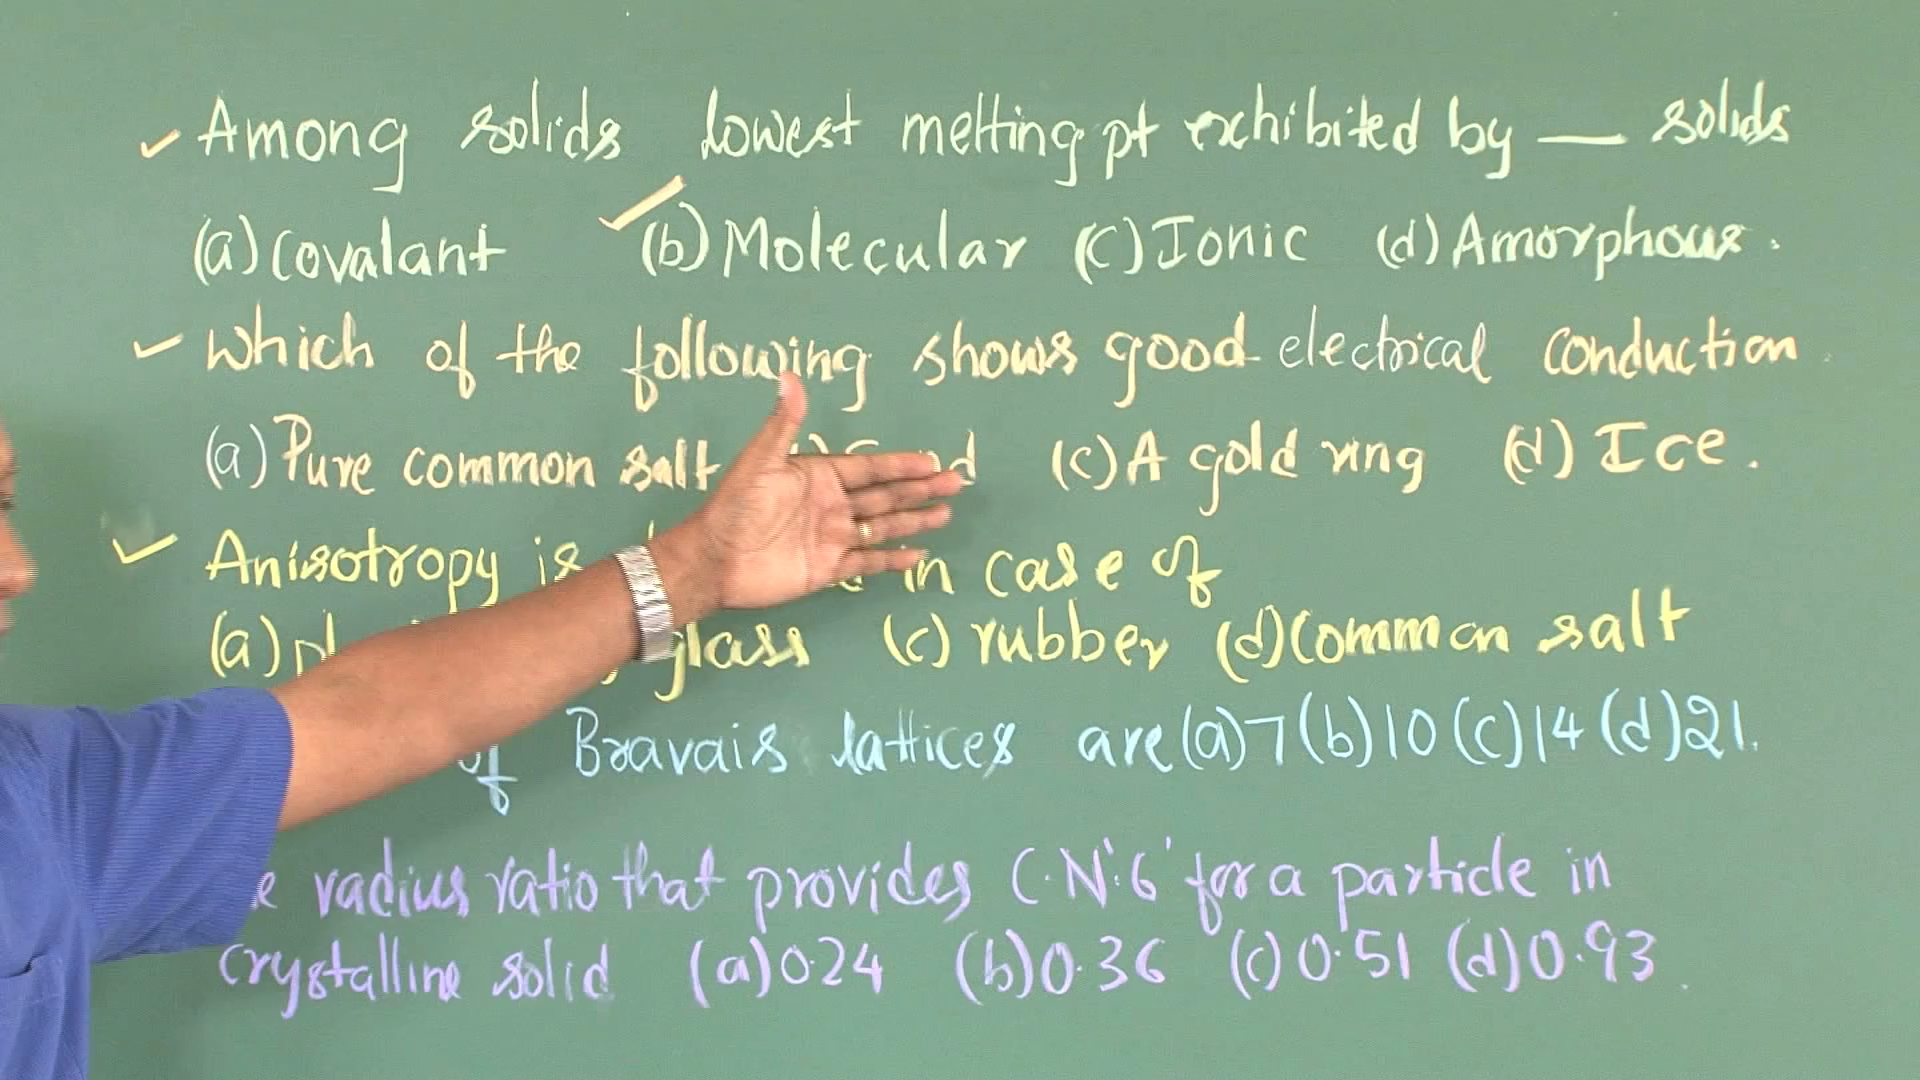 Among solids lowest melting pt exhibited by — solids
(a) Covalant (b) Molecular (c) Ionic (d) Amorphous.
Which of the following shows good electrical conduction
(a) Pure common salt (c) A gold ring (d) Ice.
Anisotropy is in case of
(a) glass (c) rubber (d) Common salt
of Bravais lattices are (a) 7 (b) 10 (c) 14 (d) 21.
radius ratio that provides C.N '6' for a particle in
crystalline solid (a) 0.24 (b) 0.36 (c) 0.51 (d) 0.93.